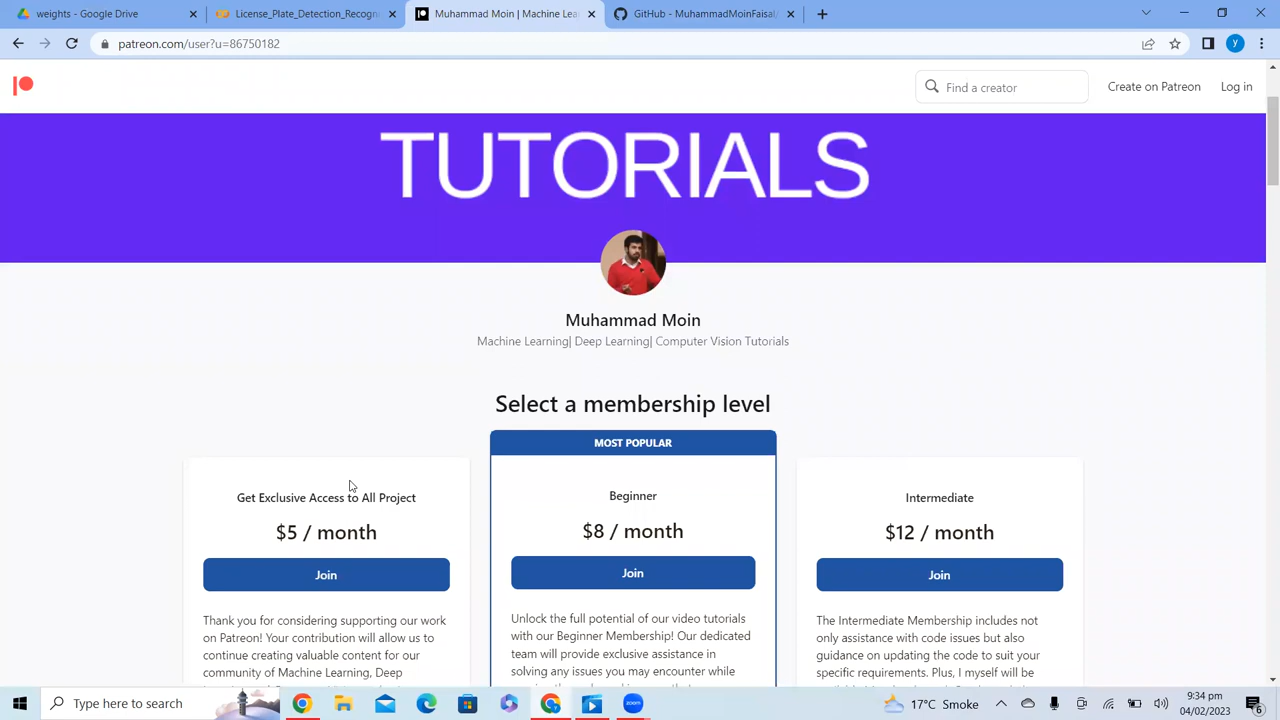 weights - Google Drive
License_Plate_Detection_Recogn
Muhammad Moin | Machine Lea
GitHub - MuhammadMoinFaisal/
patreon.com/user?u=86750182
y
Find a creator
Create on Patreon
Log in
TUTORIALS
Muhammad Moin
Machine Learning| Deep Learning| Computer Vision Tutorials
Select a membership level
MOST POPULAR
Get Exclusive Access to All Project
$5 / month
Join
Thank you for considering supporting our work
on Patreon! Your contribution will allow us to
continue creating valuable content for our
community of Machine Learning, Deep
Beginner
$8 / month
Join
Unlock the full potential of our video tutorials
with our Beginner Membership! Our dedicated
team will provide exclusive assistance in
solving any issues you may encounter while
Intermediate
$12 / month
Join
The Intermediate Membership includes not
only assistance with code issues but also
guidance on updating the code to suit your
specific requirements. Plus, I myself will be
Type here to search
zoom
17°C Smoke
9:34 pm
04/02/2023
6